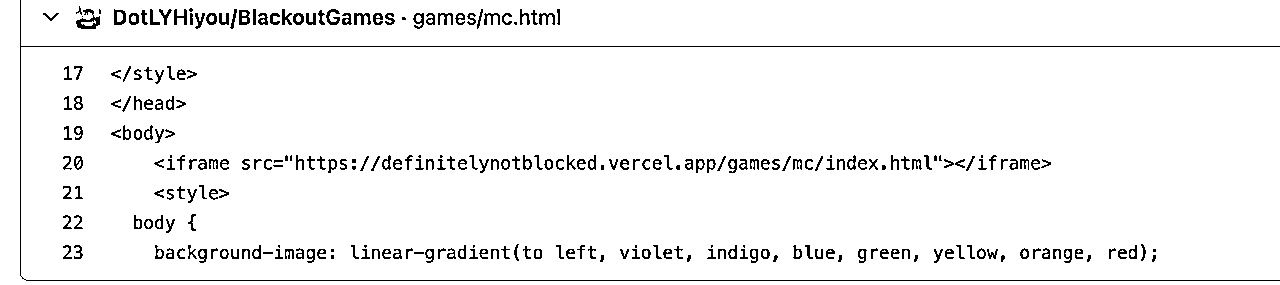 DotLYHiyou/BlackoutGames · games/mc.html
17 </style>
18 </head>
19 <body>
20 <iframe src="https://definitelynotblocked.vercel.app/games/mc/index.html"></iframe>
21 <style>
22 body {
23 background-image: linear-gradient(to left, violet, indigo, blue, green, yellow, orange, red);